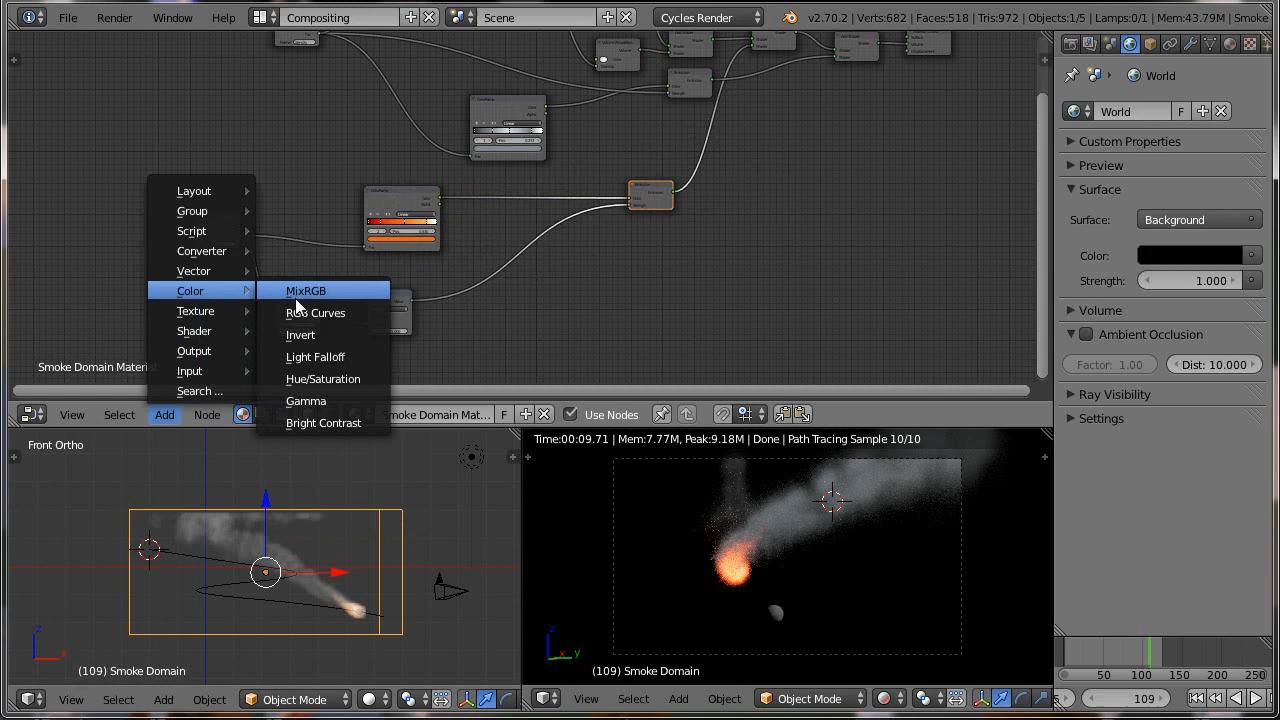 File Render Window Help Compositing Scene Cycles Render v2.70.2 | Verts:682 | Faces:518 | Tris:972 | Objects:1/5 | Lamps:0/1 | Mem:43.79M | Smoke
World
World F
Custom Properties
Preview
Surface
Surface: Background
Color:
Strength: 1.000
Volume
Ambient Occlusion
Factor: 1.00 Dist: 10.000
Ray Visibility
Settings
Layout
Group
Script
Converter
Vector
Color
Texture
Shader
Output
Input
Search ...
MixRGB
RGB Curves
Invert
Light Falloff
Hue/Saturation
Gamma
Bright Contrast
Linear
Linear
Smoke Domain Material
View Select Add Node Smoke Domain Mat... F Use Nodes
Front Ortho
z
x
(109) Smoke Domain
View Select Add Object Object Mode
Time:00:09.71 | Mem:7.77M, Peak:9.18M | Done | Path Tracing Sample 10/10
z
x y
(109) Smoke Domain
View Select Add Object Object Mode
50 100 150 200 250
109